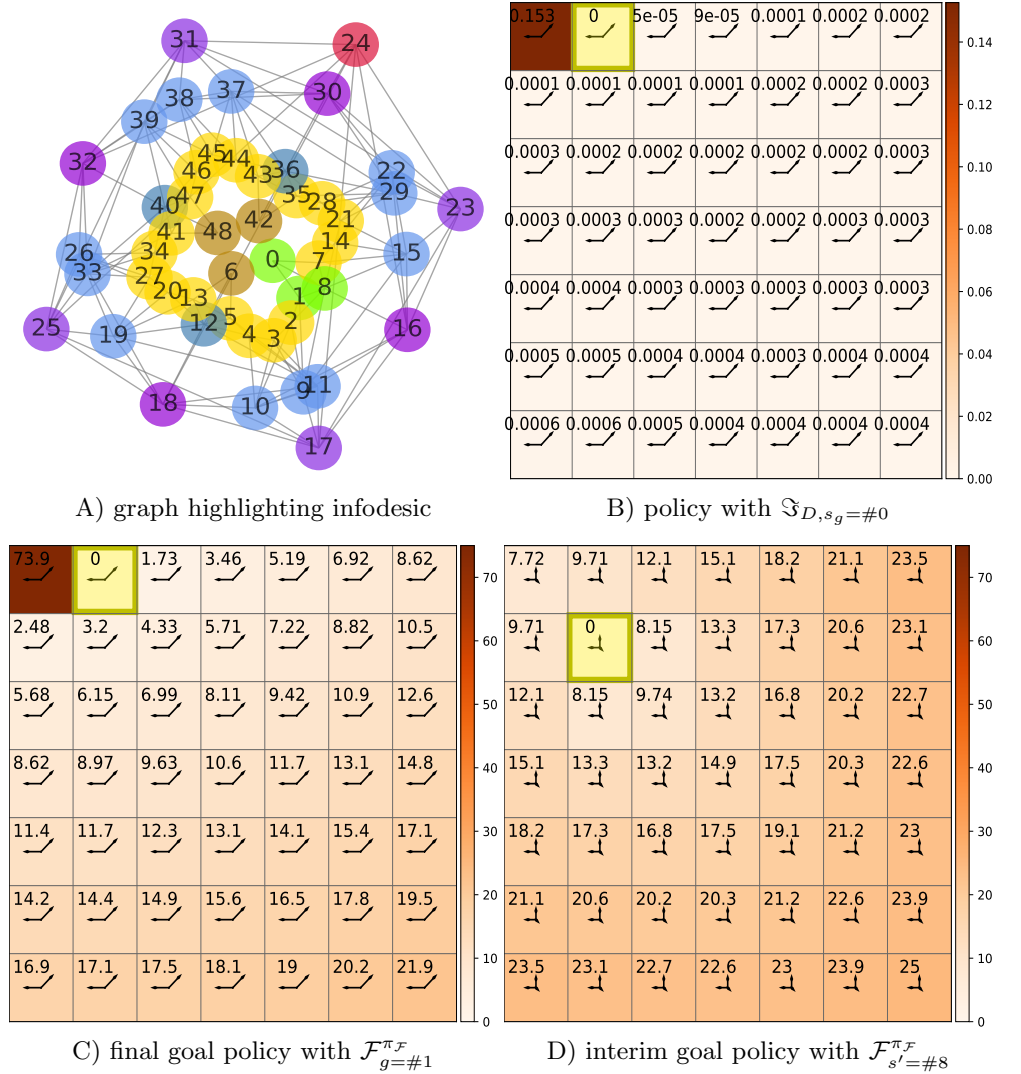 31
24
38 37 30
39
32 45 44
46 43 36 22
47 35 28 29
40 21 23
41 48 42 14
26 34 6 0 7 15
33 27
20 13 1 8
25 19 12 5 4 3 2 16
18 10 9 11
17
A) graph highlighting infodesic
0.153 0 5e-05 9e-05 0.0001 0.0002 0.0002
0.0001 0.0001 0.0001 0.0001 0.0002 0.0002 0.0003
0.0003 0.0002 0.0002 0.0002 0.0002 0.0002 0.0003
0.0003 0.0003 0.0003 0.0003 0.0003 0.0003 0.0003
0.0004 0.0004 0.0003 0.0003 0.0003 0.0003 0.0003
0.0005 0.0005 0.0004 0.0004 0.0003 0.0004 0.0004
0.0006 0.0006 0.0005 0.0004 0.0004 0.0004 0.0004
0.14
0.12
0.10
0.08
0.06
0.04
0.02
0.00
B) policy with ℑ_{D,s_g=#0}
73.9 0 1.73 3.46 5.19 6.92 8.62
2.48 3.2 4.33 5.71 7.22 8.82 10.5
5.68 6.15 6.99 8.11 9.42 10.9 12.6
8.62 8.97 9.63 10.6 11.7 13.1 14.8
11.4 11.7 12.3 13.1 14.1 15.4 17.1
14.2 14.4 14.9 15.6 16.5 17.8 19.5
16.9 17.1 17.5 18.1 19 20.2 21.9
70
60
50
40
30
20
10
0
C) final goal policy with ℱ^{π_ℱ}_{g=#1}
7.72 9.71 12.1 15.1 18.2 21.1 23.5
9.71 0 8.15 13.3 17.3 20.6 23.1
12.1 8.15 9.74 13.2 16.8 20.2 22.7
15.1 13.3 13.2 14.9 17.5 20.3 22.6
18.2 17.3 16.8 17.5 19.1 21.2 23
21.1 20.6 20.2 20.3 21.2 22.6 23.9
23.5 23.1 22.7 22.6 23 23.9 25
70
60
50
40
30
20
10
0
D) interim goal policy with ℱ^{π_ℱ}_{s′=#8}